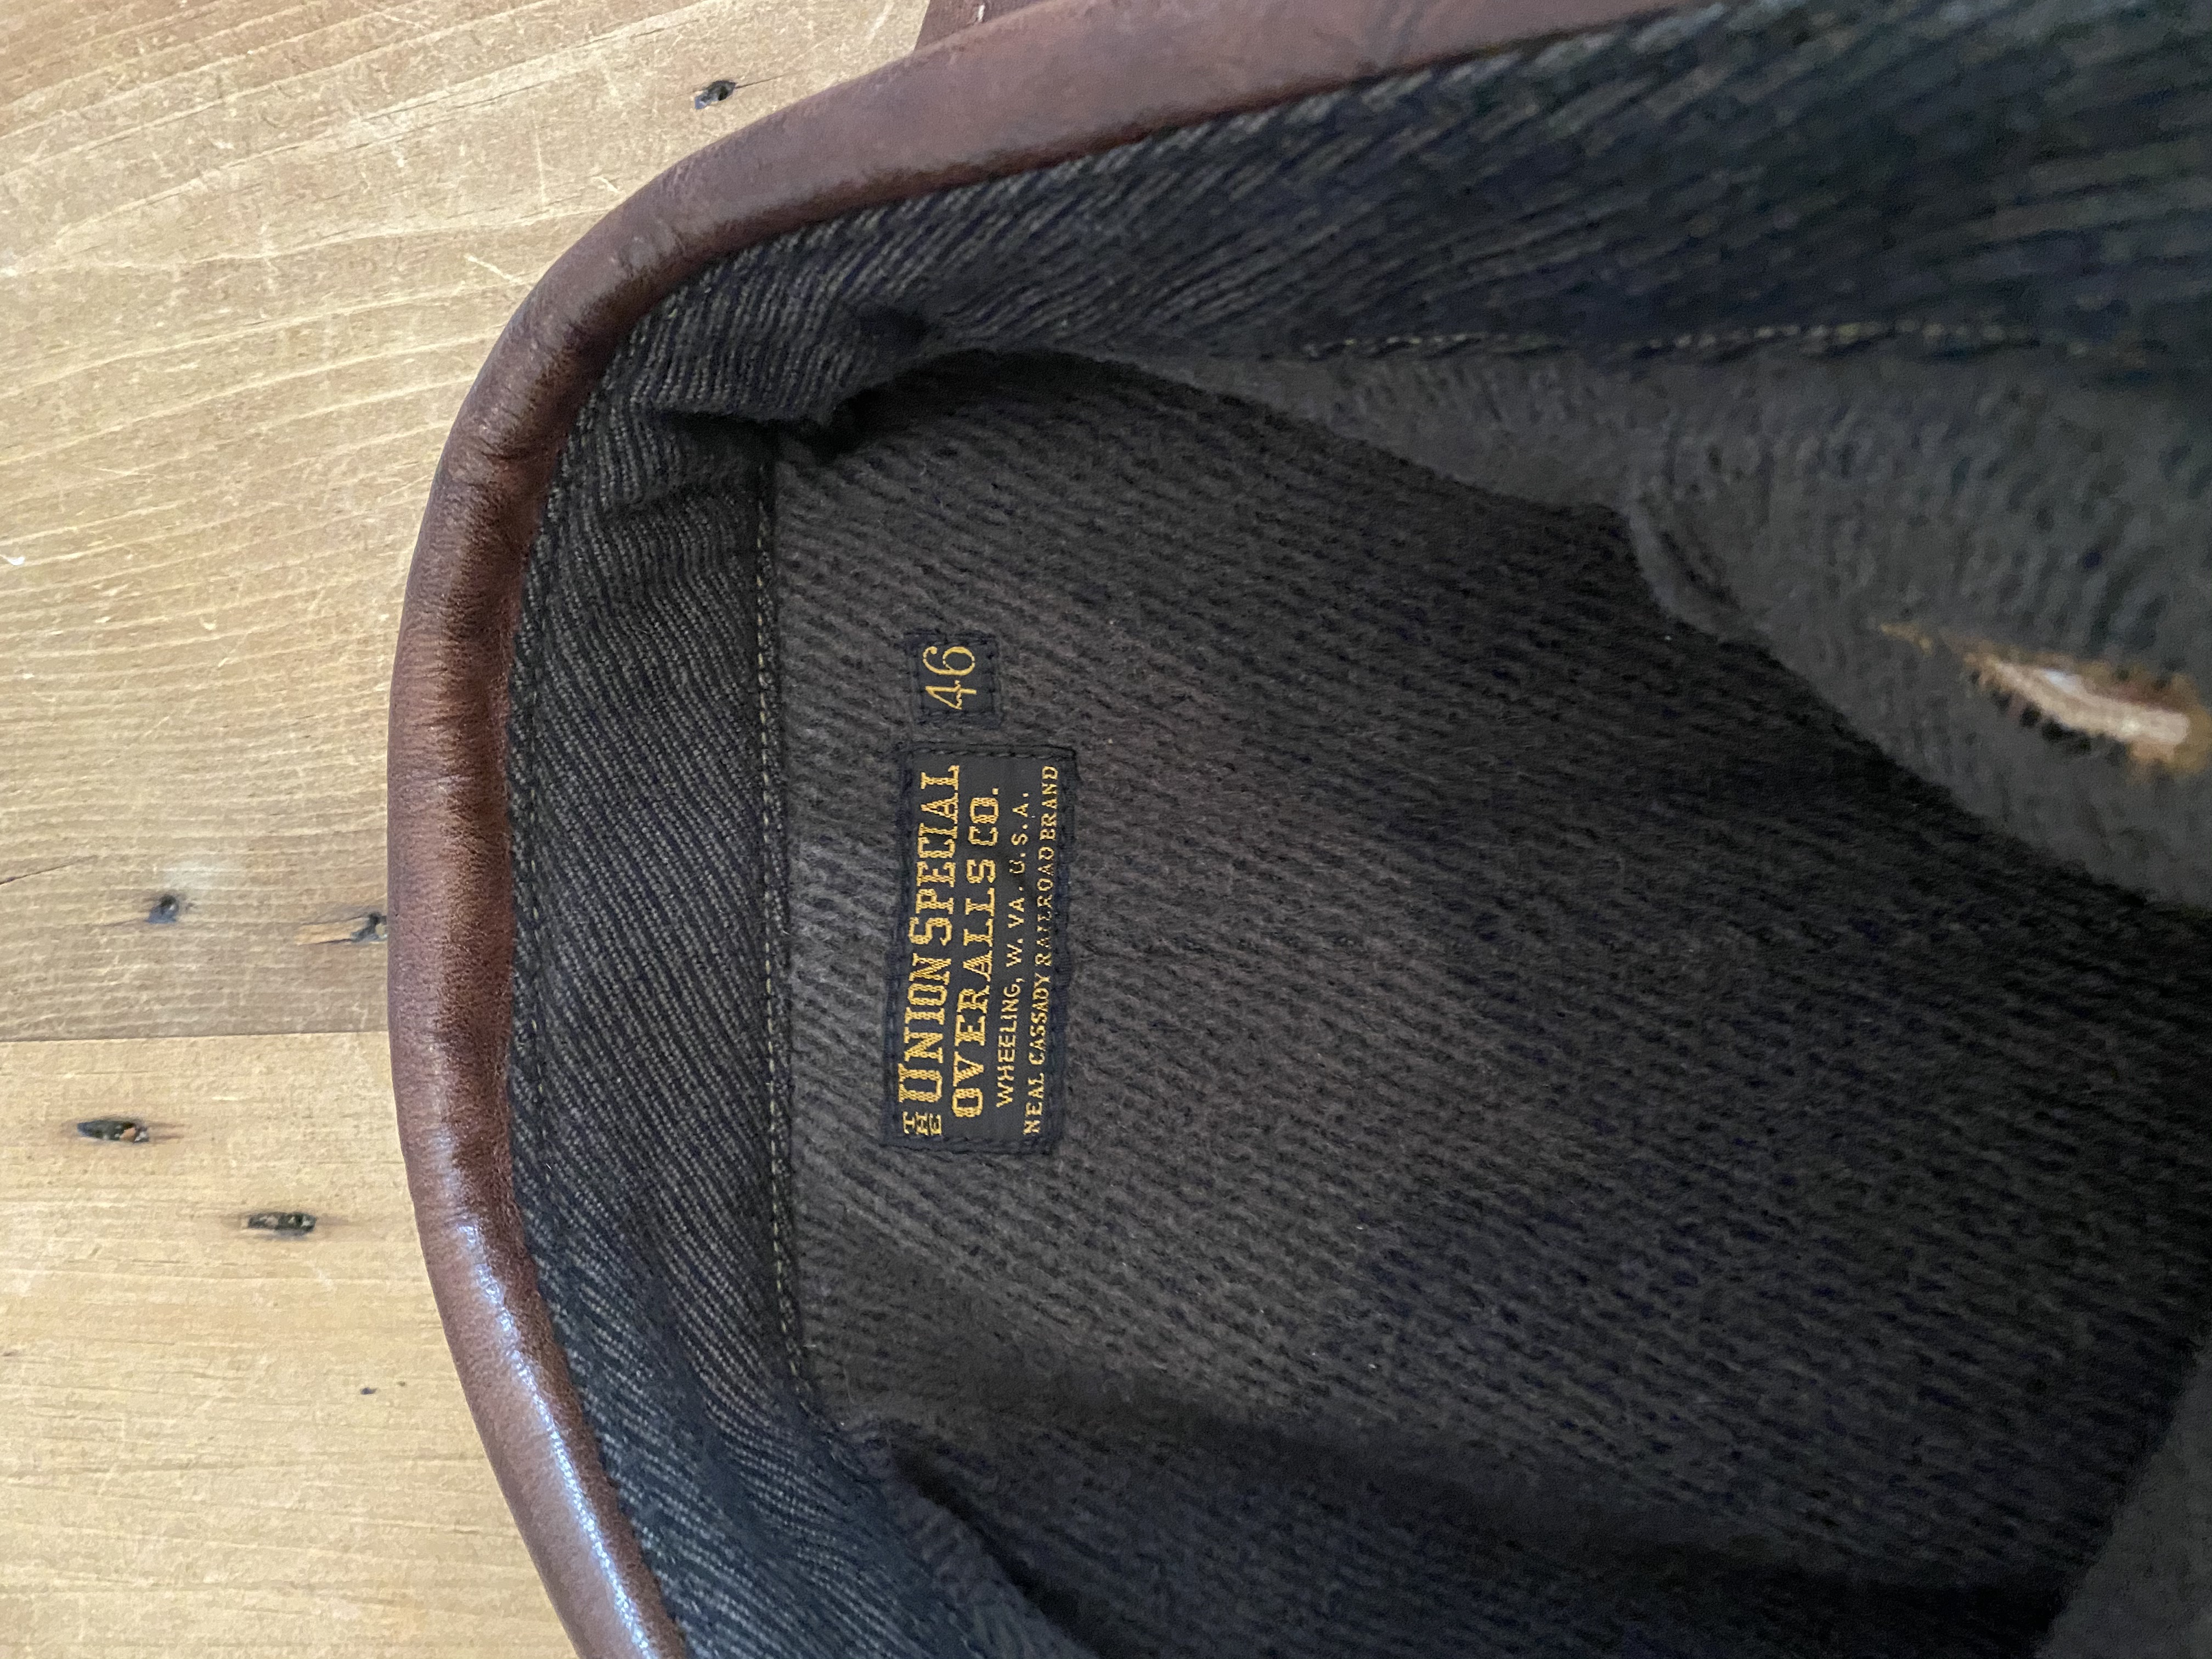 THE UNION SPECIAL
OVERALLS CO.
WHEELING, W. VA. U.S.A.
NEAL CASSADY RAILROAD BRAND
46